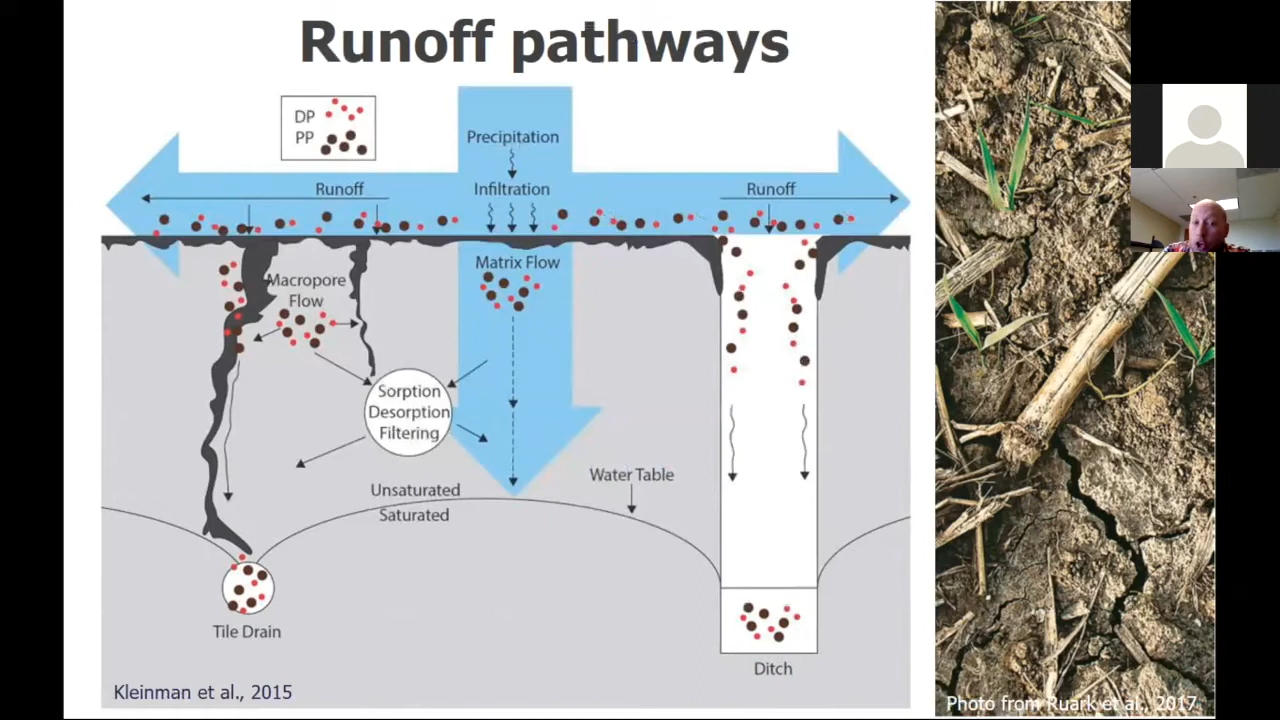 Runoff pathways
DP
PP
Precipitation
Runoff
Infiltration
Runoff
Matrix Flow
Macropore
Flow
Sorption
Desorption
Filtering
Unsaturated
Saturated
Water Table
Tile Drain
Ditch
Kleinman et al., 2015
Photo from Ruark et al., 2017